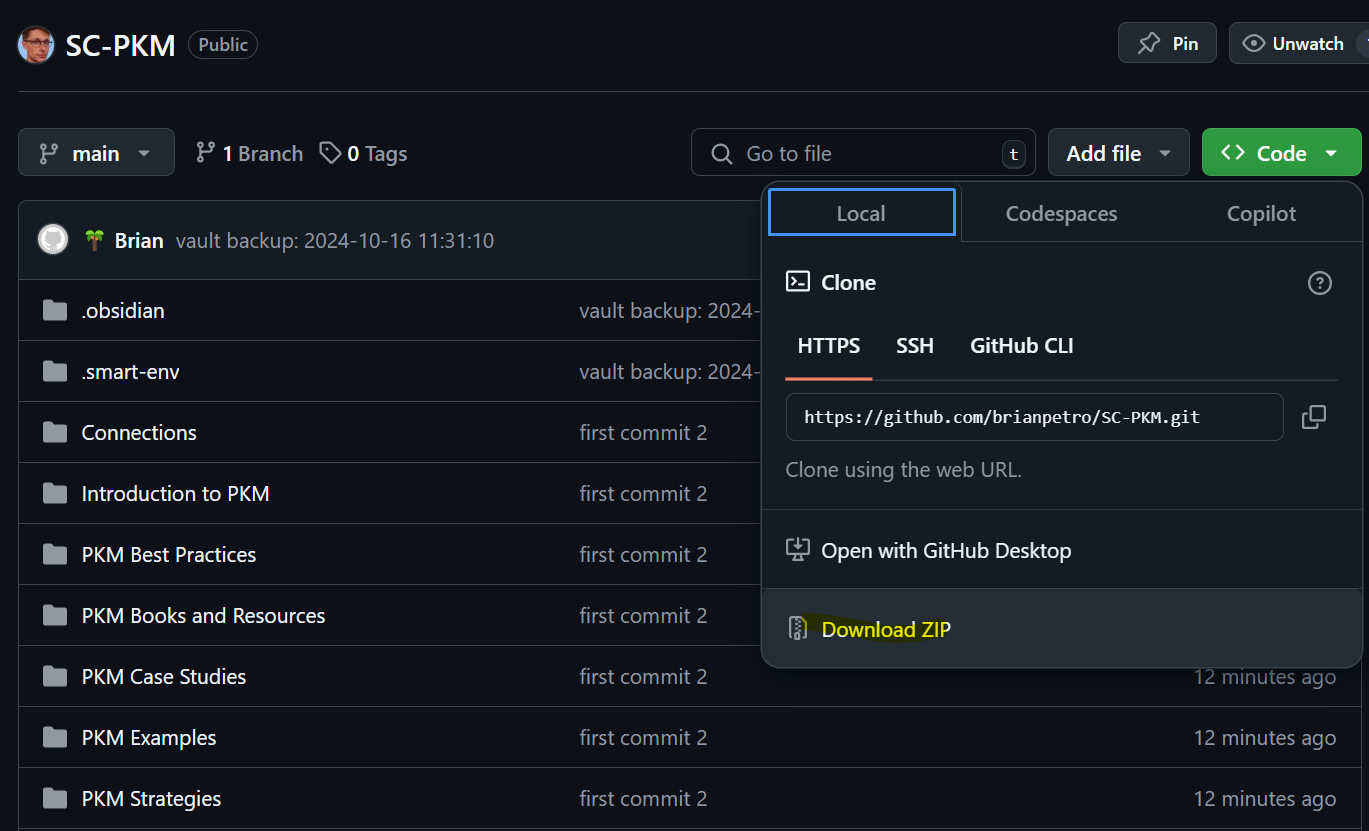 SC-PKM Public Pin Unwatch
main 1 Branch 0 Tags Go to file t Add file Code
Local Codespaces Copilot
Brian vault backup: 2024-10-16 11:31:10
Clone
.obsidian vault backup: 2024-
HTTPS SSH GitHub CLI
.smart-env vault backup: 2024-
https://github.com/brianpetro/SC-PKM.git
Connections first commit 2
Clone using the web URL.
Introduction to PKM first commit 2
PKM Best Practices first commit 2
Open with GitHub Desktop
PKM Books and Resources first commit 2
Download ZIP
PKM Case Studies first commit 2 12 minutes ago
PKM Examples first commit 2 12 minutes ago
PKM Strategies first commit 2 12 minutes ago